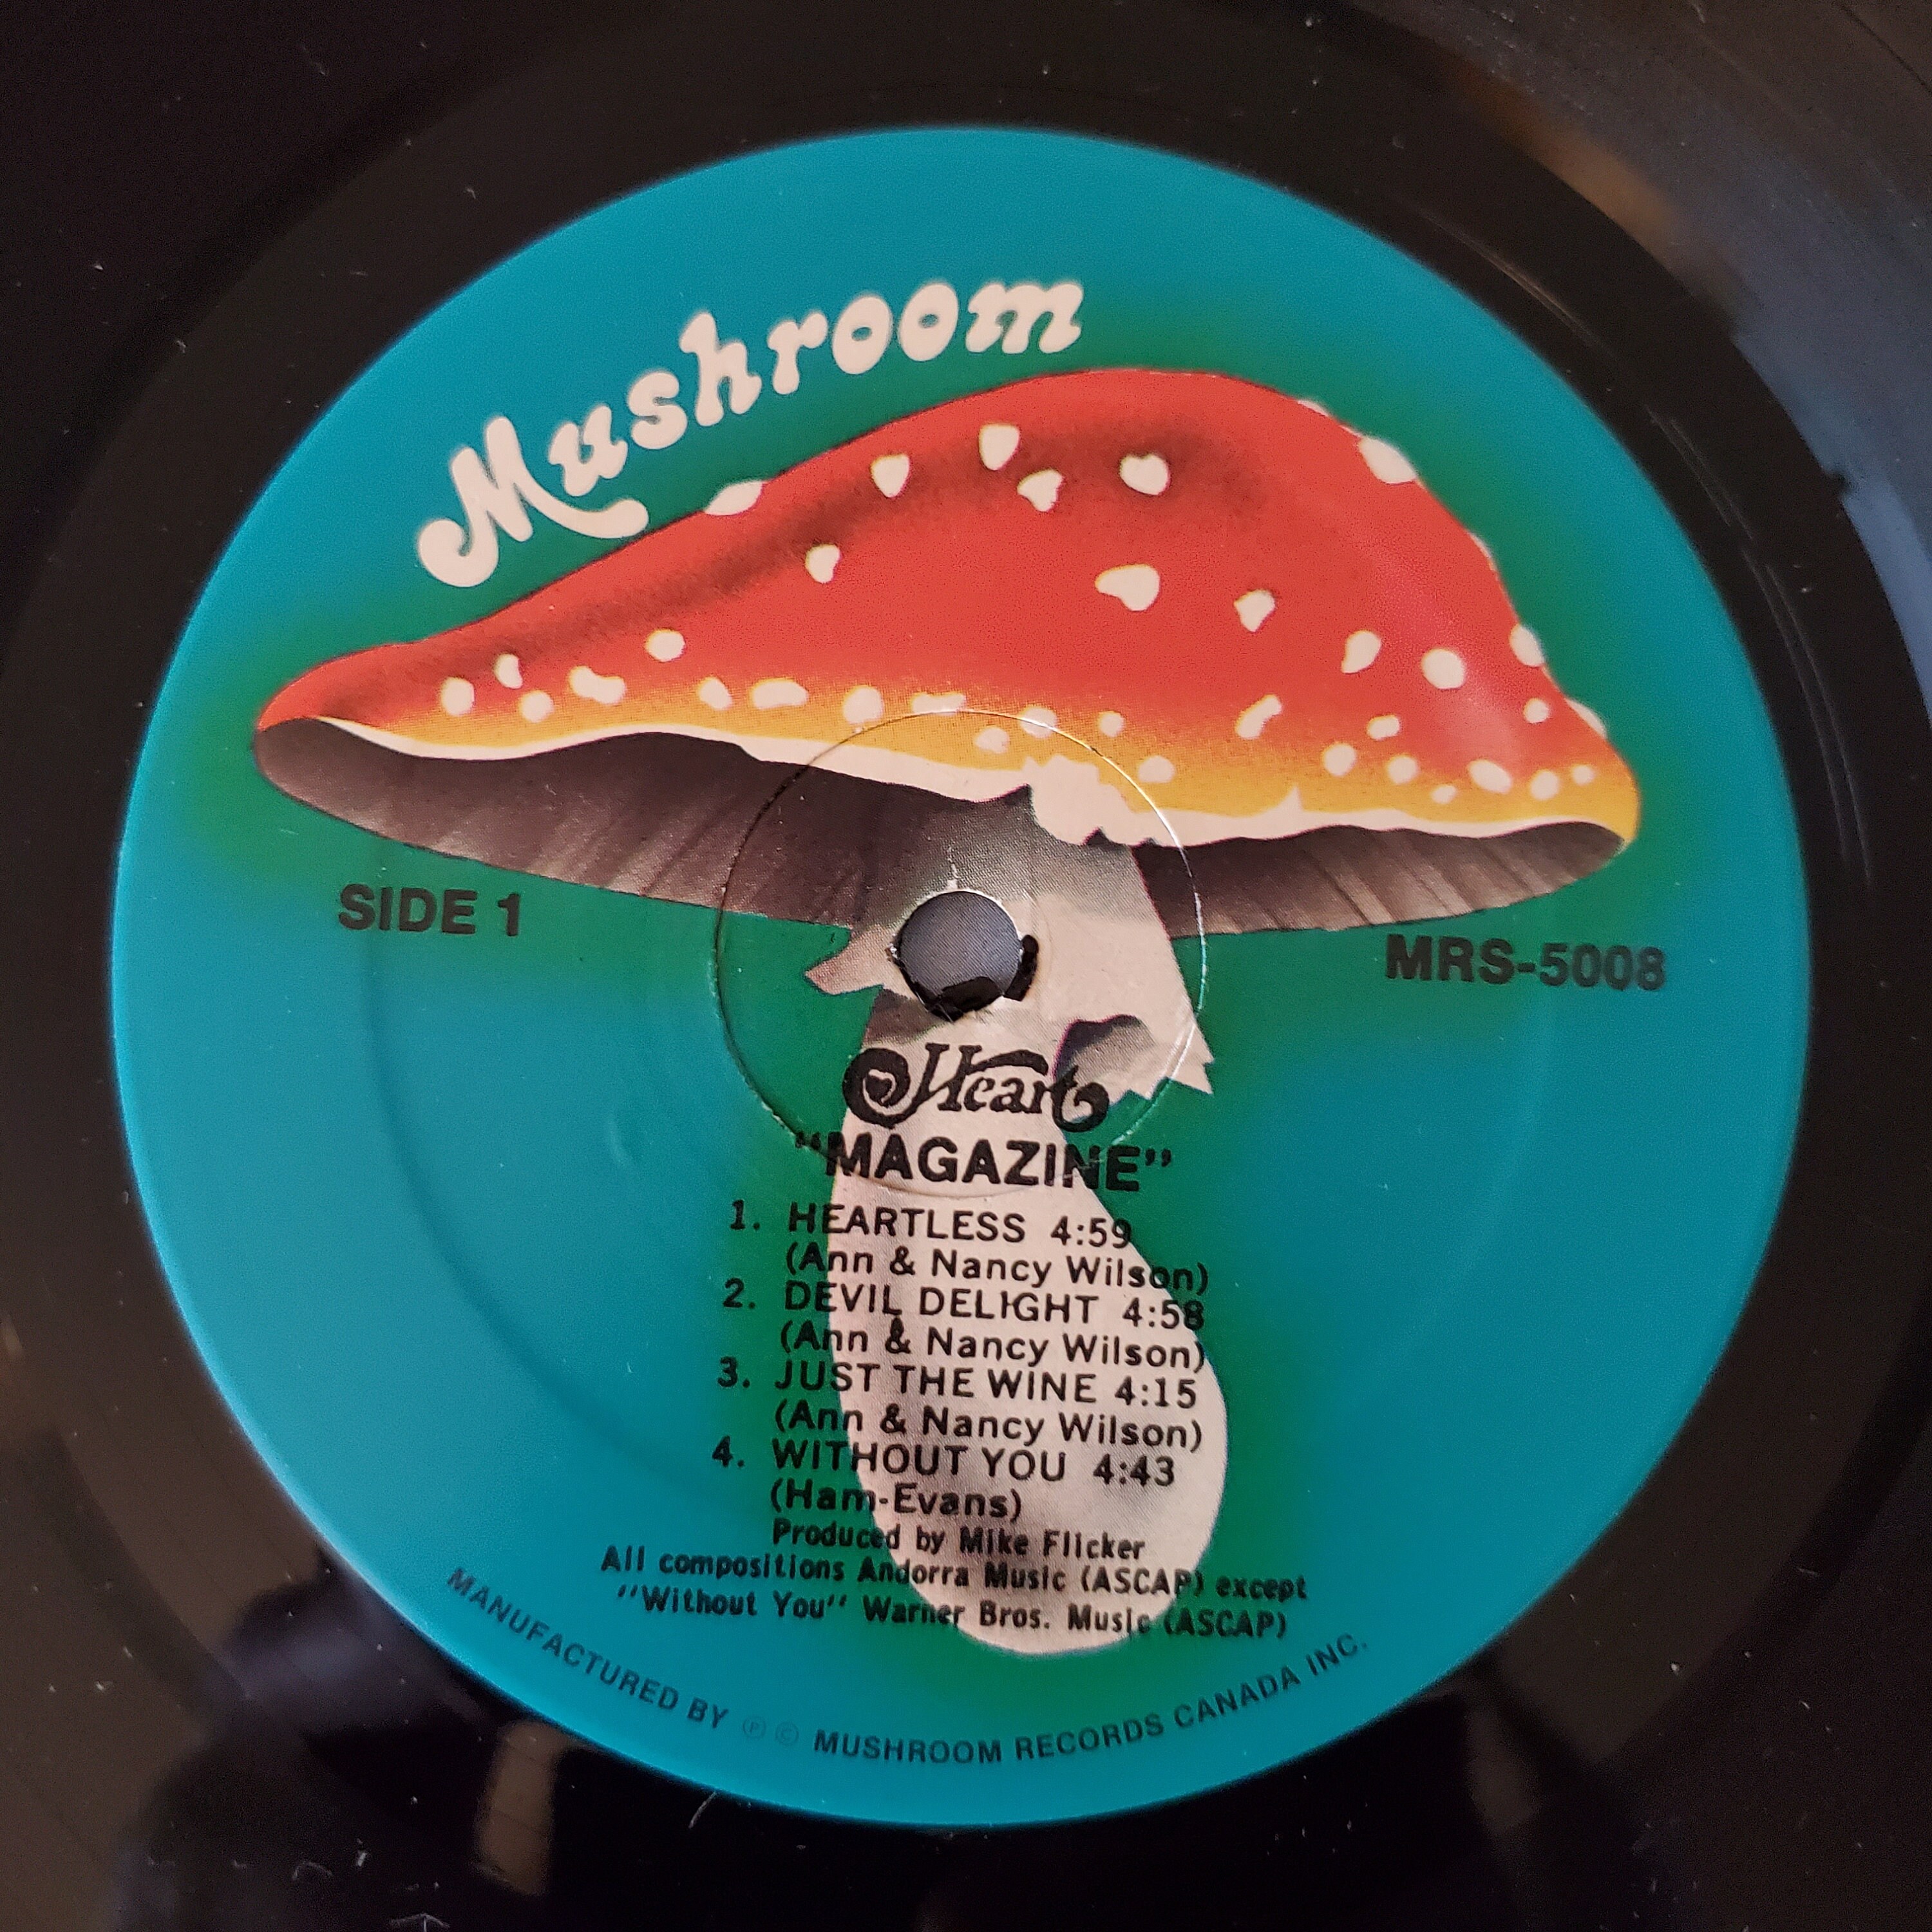 Mushroom
SIDE 1
MRS-5008
Heart
"MAGAZINE"
1. HEARTLESS 4:59
(Ann & Nancy Wilson)
2. DEVIL DELIGHT 4:58
(Ann & Nancy Wilson)
3. JUST THE WINE 4:15
(Ann & Nancy Wilson)
4. WITHOUT YOU 4:43
(Ham-Evans)
Produced by Mike Flicker
All compositions Andorra Music (ASCAP) except
"Without You" Warner Bros. Music (ASCAP)
MANUFACTURED BY ℗ © MUSHROOM RECORDS CANADA INC.